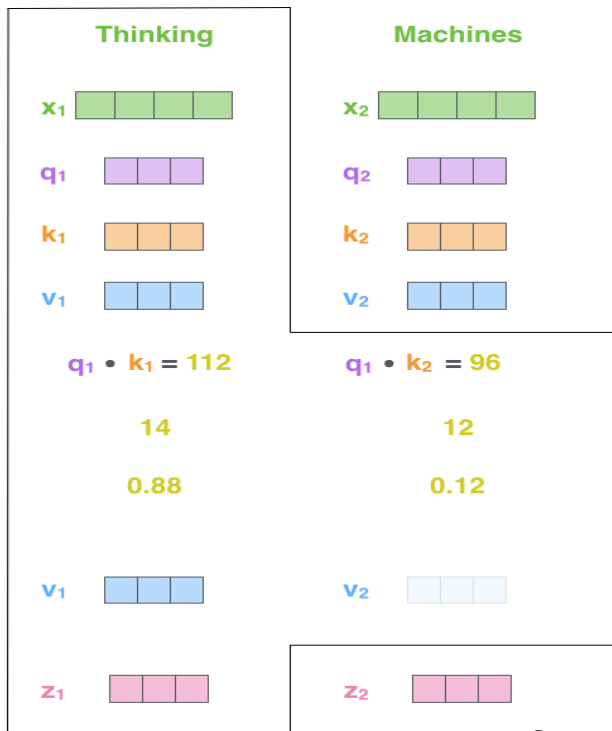 Thinking Machines
x₁ x₂
q₁ q₂
k₁ k₂
v₁ v₂
q₁ • k₁ = 112 q₁ • k₂ = 96
14 12
0.88 0.12
v₁ v₂
z₁ z₂